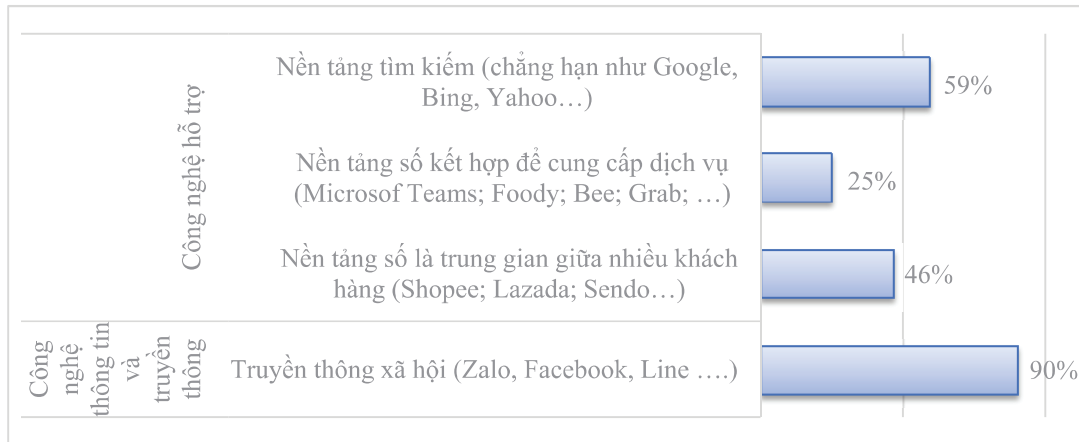 Công nghệ hỗ trợ
Nền tảng tìm kiếm (chẳng hạn như Google,
Bing, Yahoo…)
59%
Nền tảng số kết hợp để cung cấp dịch vụ
(Microsof Teams; Foody; Bee; Grab; …)
25%
Nền tảng số là trung gian giữa nhiều khách
hàng (Shopee; Lazada; Sendo…)
46%
Công
nghệ
thông tin
và
truyền
thông
Truyền thông xã hội (Zalo, Facebook, Line ….)
90%